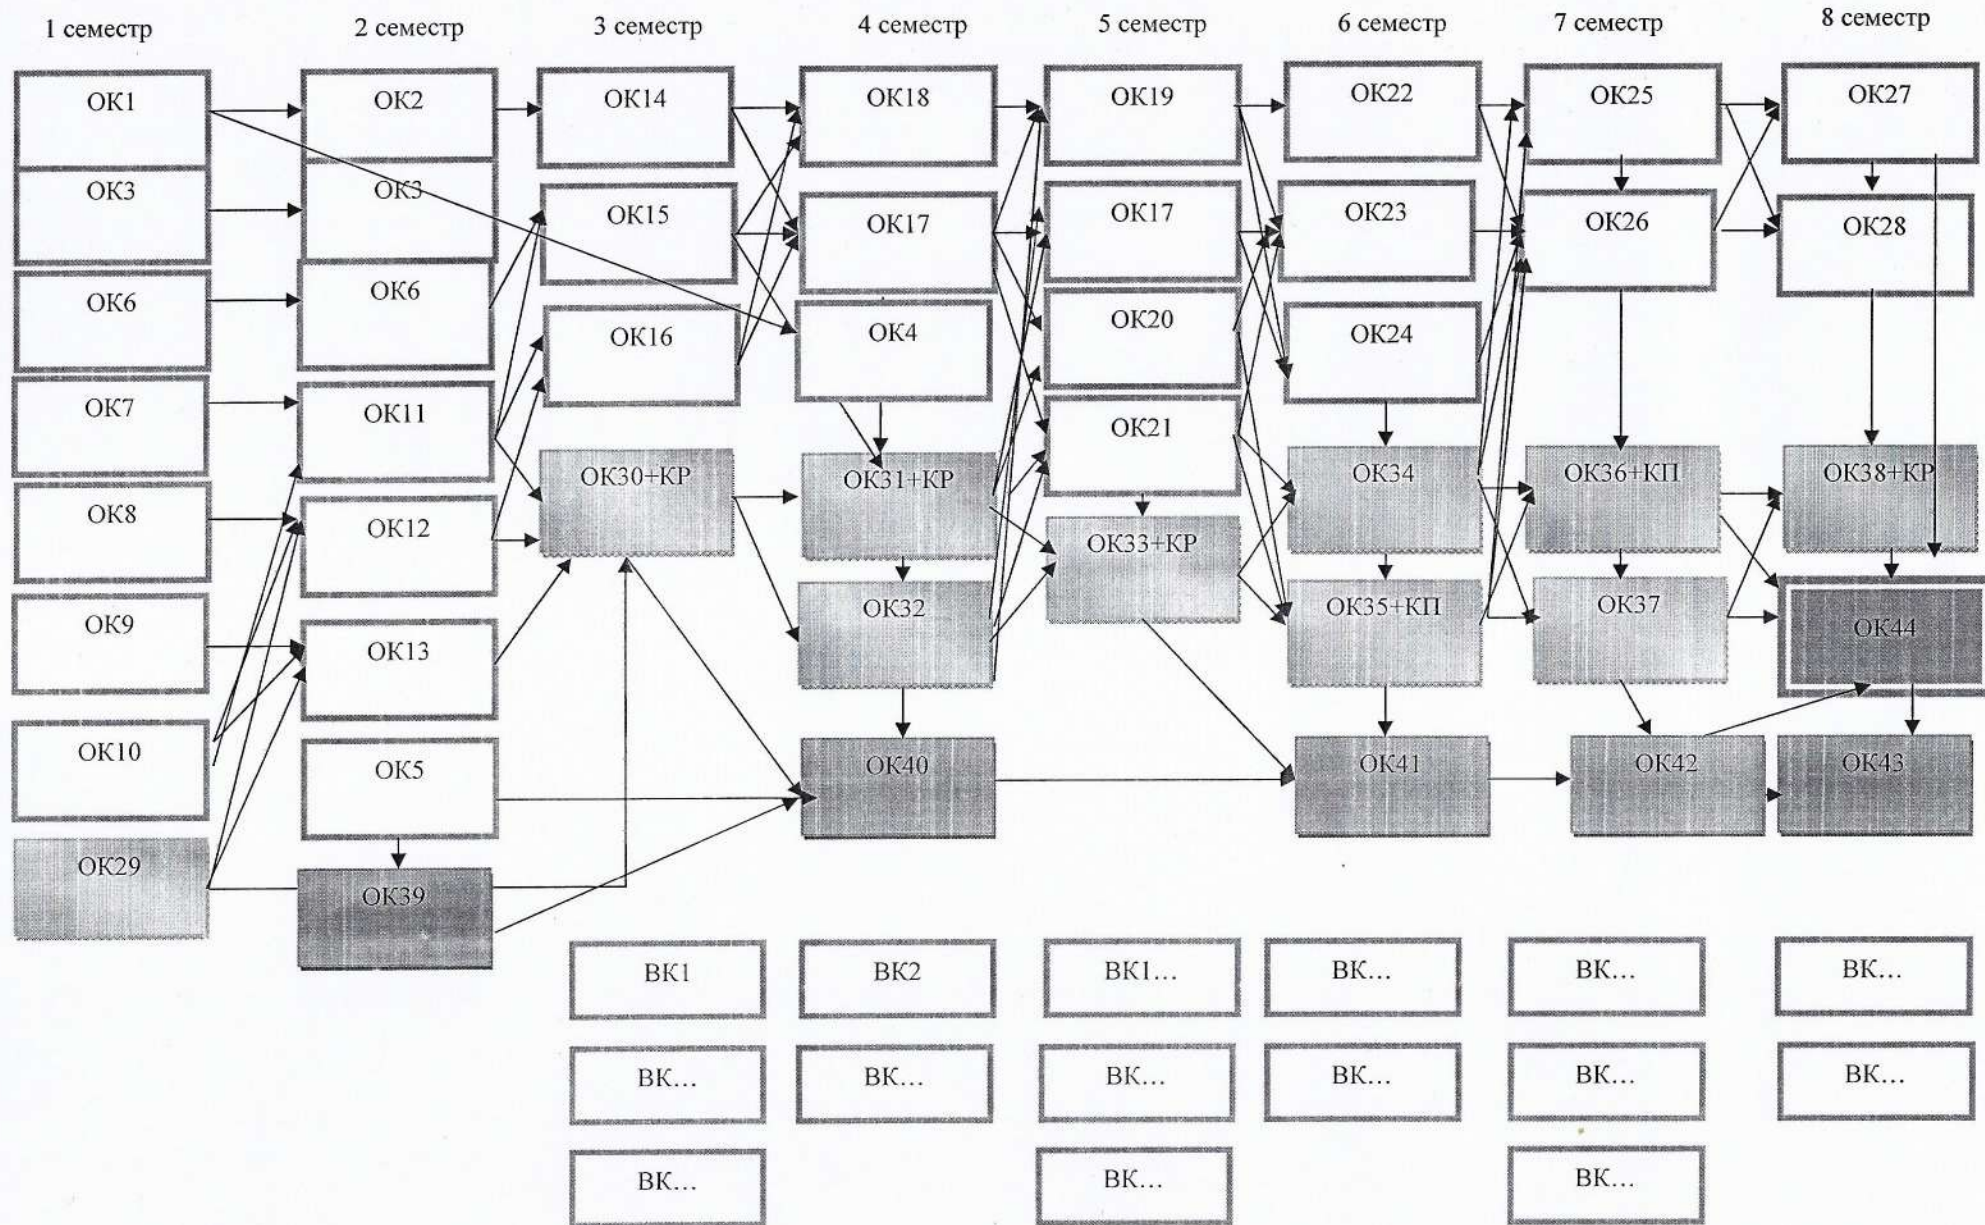 1 семестр 2 семестр 3 семестр 4 семестр 5 семестр 6 семестр 7 семестр 8 семестр
ОК1 ОК2 ОК14 ОК18 ОК19 ОК22 ОК25 ОК27
ОК3 ОК3 ОК15 ОК17 ОК17 ОК23 ОК26 ОК28
ОК6 ОК6 ОК16 ОК4 ОК20 ОК24
ОК7 ОК11 ОК30+КР ОК31+КР ОК21 ОК34 ОК36+КП ОК38+КР
ОК8 ОК12 ОК32 ОК33+КР ОК35+КП ОК37 ОК44
ОК9 ОК13
ОК10 ОК5 ОК40 ОК41 ОК42 ОК43
ОК29 ОК39
ВК1 ВК2 ВК1... ВК... ВК... ВК...
ВК... ВК... ВК... ВК... ВК... ВК...
ВК... ВК... ВК...